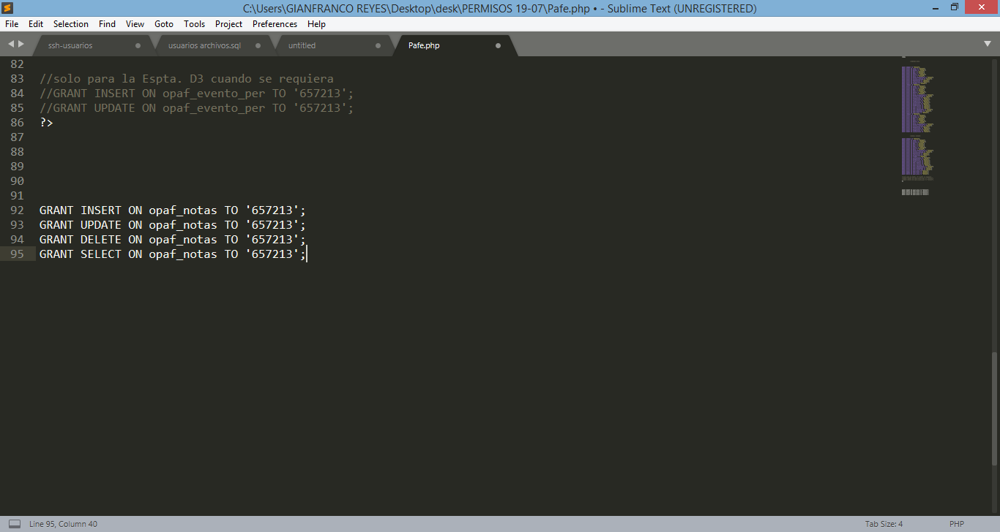 C:\Users\GIANFRANCO REYES\Desktop\desk\PERMISOS 19-07\Pafe.php • - Sublime Text (UNREGISTERED)
File Edit Selection Find View Goto Tools Project Preferences Help
ssh-usuarios usuarios archivos.sql untitled Pafe.php
82
83 //solo para la Espta. D3 cuando se requiera
84 //GRANT INSERT ON opaf_evento_per TO '657213';
85 //GRANT UPDATE ON opaf_evento_per TO '657213';
86 ?>
87
88
89
90
91
92 GRANT INSERT ON opaf_notas TO '657213';
93 GRANT UPDATE ON opaf_notas TO '657213';
94 GRANT DELETE ON opaf_notas TO '657213';
95 GRANT SELECT ON opaf_notas TO '657213';
Line 95, Column 40 Tab Size: 4 PHP